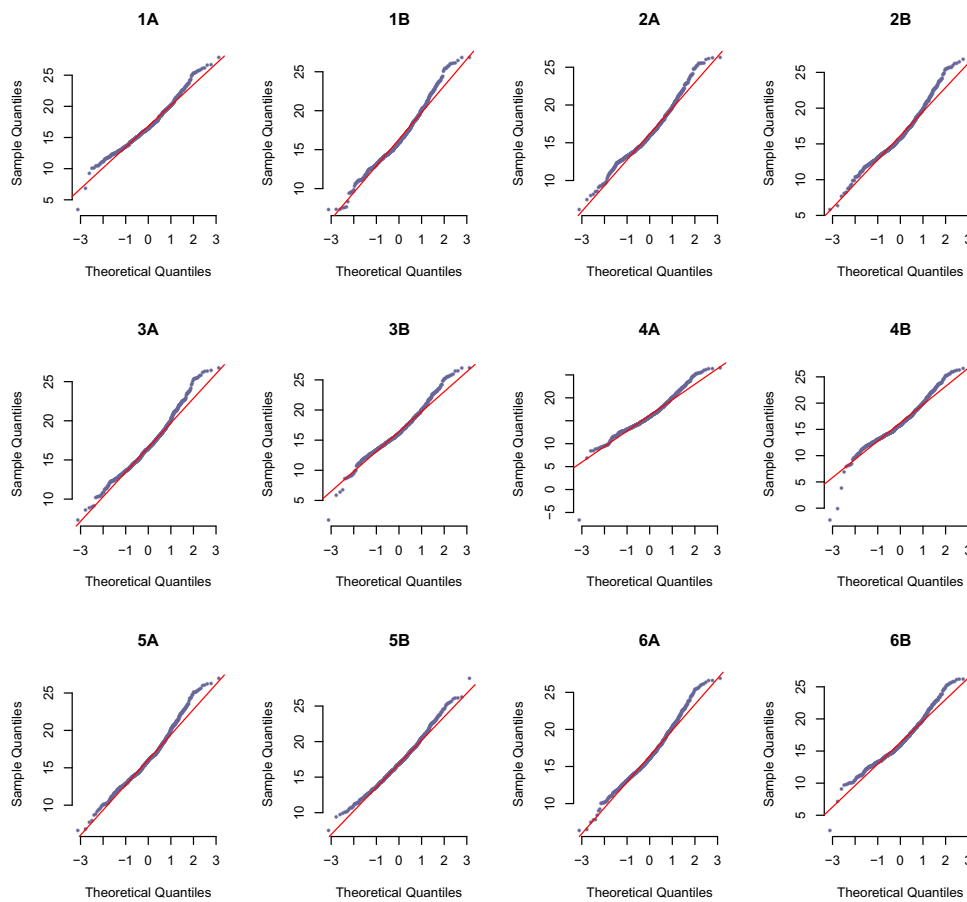 1A 1B 2A 2B
Sample Quantiles Sample Quantiles Sample Quantiles Sample Quantiles
5 10 15 20 25
10 15 20 25
10 15 20 25
5 10 15 20 25
−3 −1 0 1 2 3 −3 −1 0 1 2 3 −3 −1 0 1 2 3 −3 −1 0 1 2 3
Theoretical Quantiles Theoretical Quantiles Theoretical Quantiles Theoretical Quantiles
3A 3B 4A 4B
Sample Quantiles Sample Quantiles Sample Quantiles Sample Quantiles
10 15 20 25
5 10 15 20 25
−5 0 5 10 15 20 25
0 5 10 15 20 25
−3 −1 0 1 2 3 −3 −1 0 1 2 3 −3 −1 0 1 2 3 −3 −1 0 1 2 3
Theoretical Quantiles Theoretical Quantiles Theoretical Quantiles Theoretical Quantiles
5A 5B 6A 6B
Sample Quantiles Sample Quantiles Sample Quantiles Sample Quantiles
10 15 20 25
10 15 20 25
10 15 20 25
5 10 15 20 25
−3 −1 0 1 2 3 −3 −1 0 1 2 3 −3 −1 0 1 2 3 −3 −1 0 1 2 3
Theoretical Quantiles Theoretical Quantiles Theoretical Quantiles Theoretical Quantiles